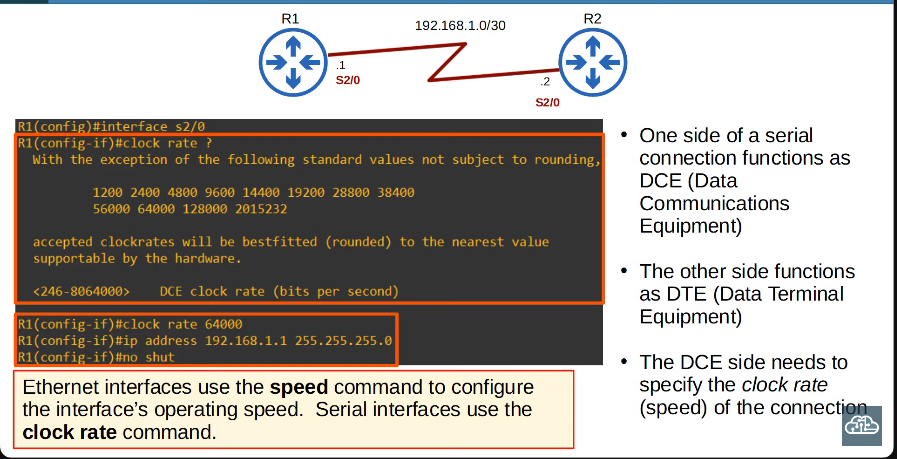 R1
192.168.1.0/30
R2
.1
S2/0
.2
S2/0
R1(config)#interface s2/0
R1(config-if)#clock rate ?
With the exception of the following standard values not subject to rounding,
1200 2400 4800 9600 14400 19200 28800 38400
56000 64000 128000 2015232
accepted clockrates will be bestfitted (rounded) to the nearest value
supportable by the hardware.
<246-8064000> DCE clock rate (bits per second)
R1(config-if)#clock rate 64000
R1(config-if)#ip address 192.168.1.1 255.255.255.0
R1(config-if)#no shut
Ethernet interfaces use the speed command to configure
the interface's operating speed. Serial interfaces use the
clock rate command.
• One side of a serial
connection functions as
DCE (Data
Communications
Equipment)
• The other side functions
as DTE (Data Terminal
Equipment)
• The DCE side needs to
specify the clock rate
(speed) of the connection